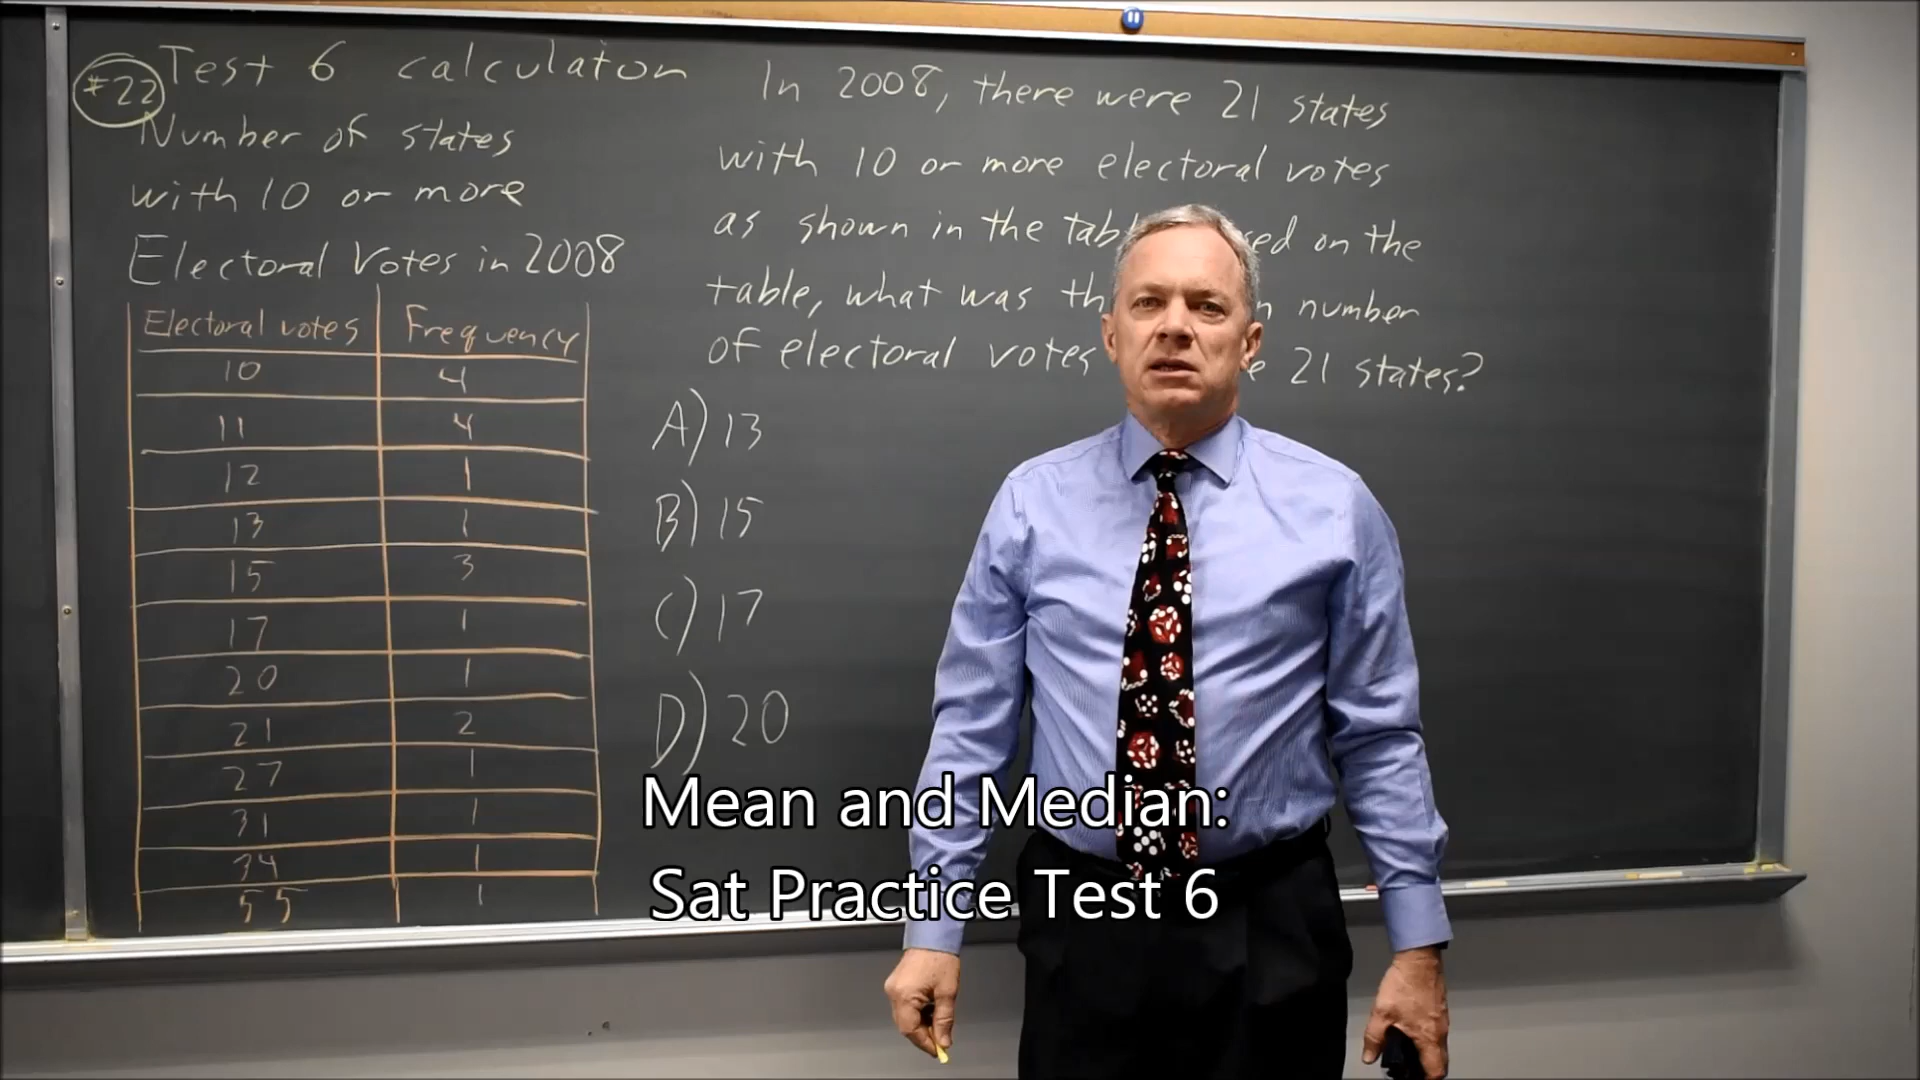 #22 Test 6 calculaton
Number of states
with 10 or more
Electoral Votes in 2008
Electoral votes Frequency
10 4
11 4
12 1
13 1
15 3
17 1
20 1
21 2
27 1
31 1
34 1
55 1
In 2008, there were 21 states
with 10 or more electoral votes
as shown in the on the
table, what was number
of electoral votes 21 states?
A) 13
B) 15
C) 17
D) 20
Mean and Median:
Sat Practice Test 6